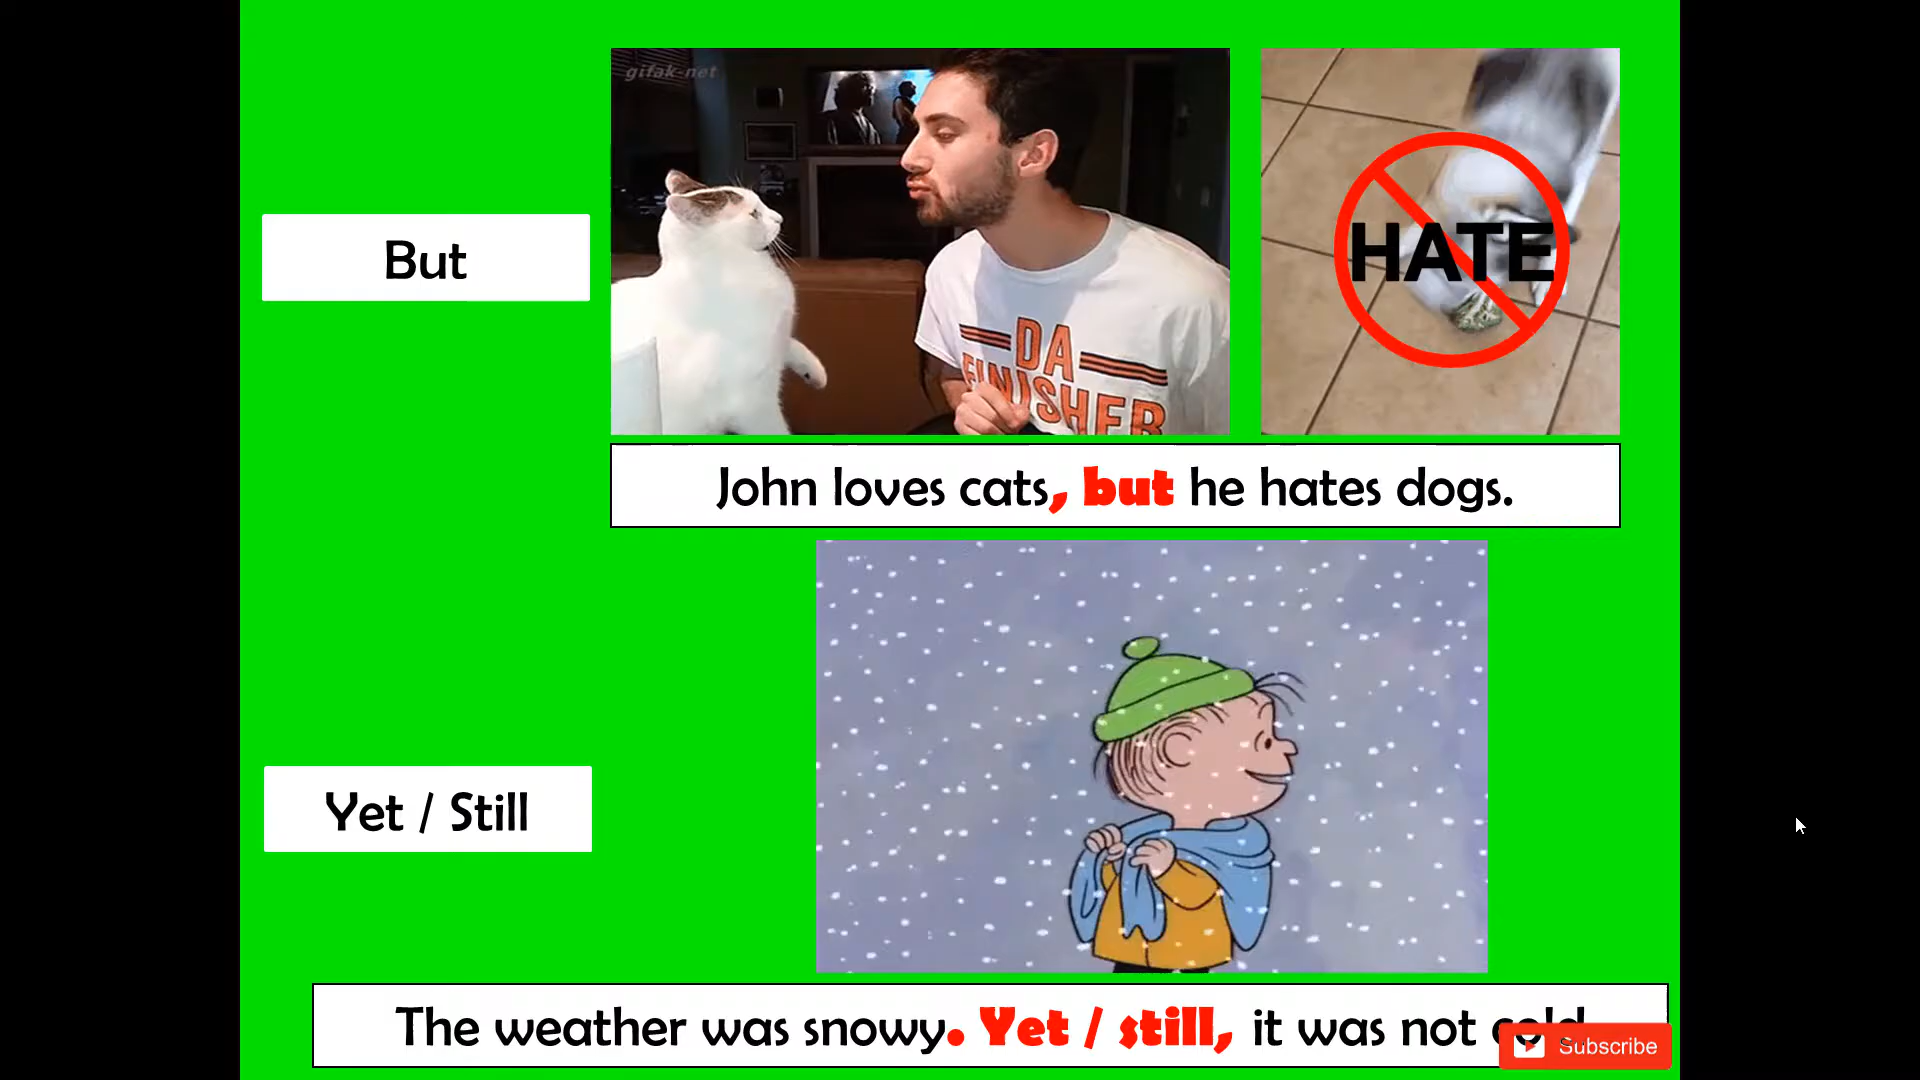 gifak-net
DA
FINISHER
HATE
But
John loves cats, but he hates dogs.
Yet / Still
The weather was snowy. Yet / still, it was not cold
Subscribe